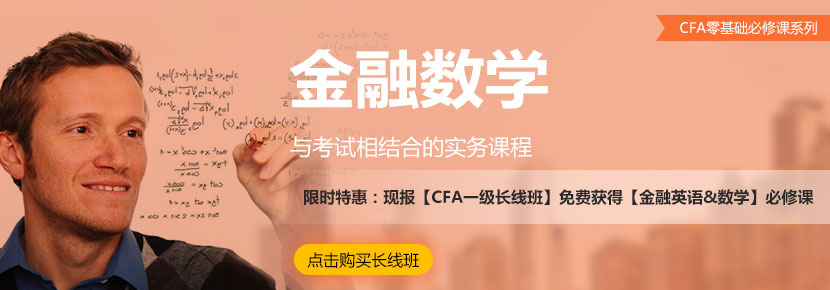 CFA零基础必修课系列
金融数学
与考试相结合的实务课程
限时特惠：现报【CFA一级长线班】免费获得【金融英语&数学】必修课
点击购买长线班